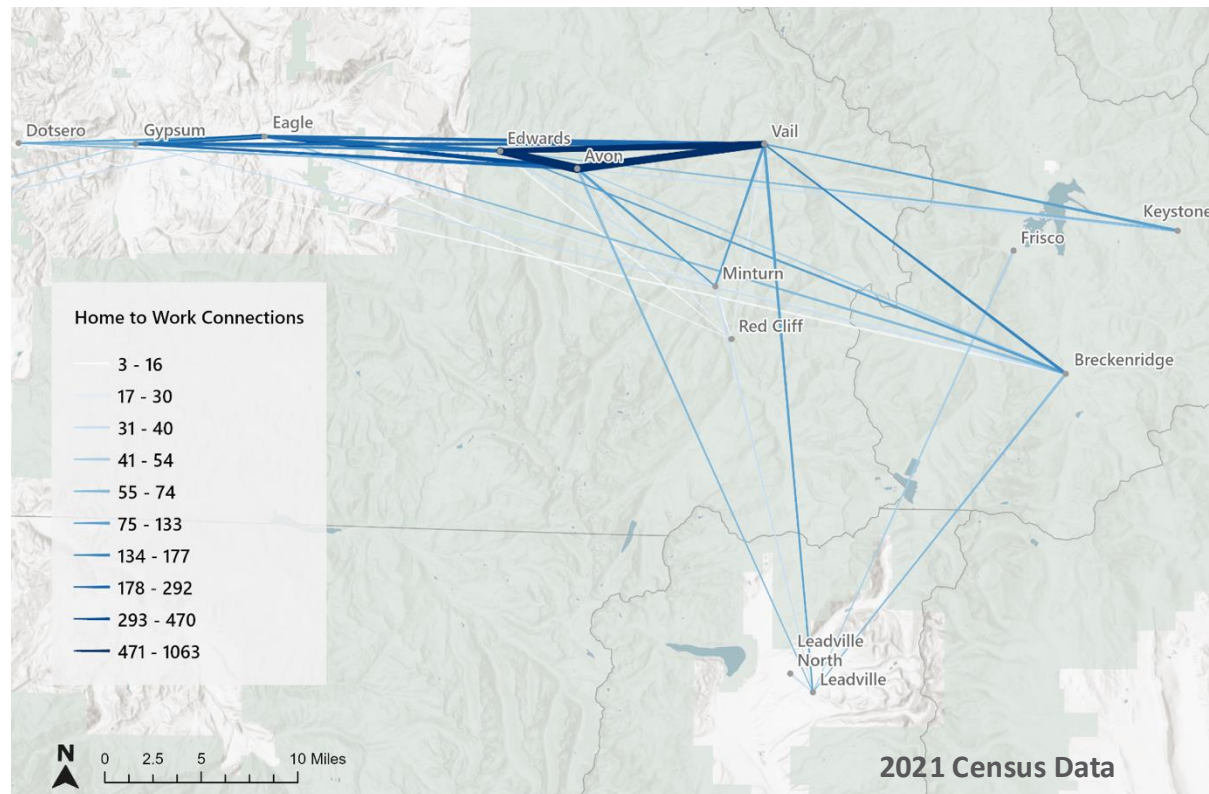 Dotsero
Gypsum
Eagle
Edwards
Avon
Vail
Keystone
Frisco
Minturn
Red Cliff
Breckenridge
Home to Work Connections
3 - 16
17 - 30
31 - 40
41 - 54
55 - 74
75 - 133
134 - 177
178 - 292
293 - 470
471 - 1063
Leadville
North
Leadville
N
0 2.5 5 10 Miles
2021 Census Data